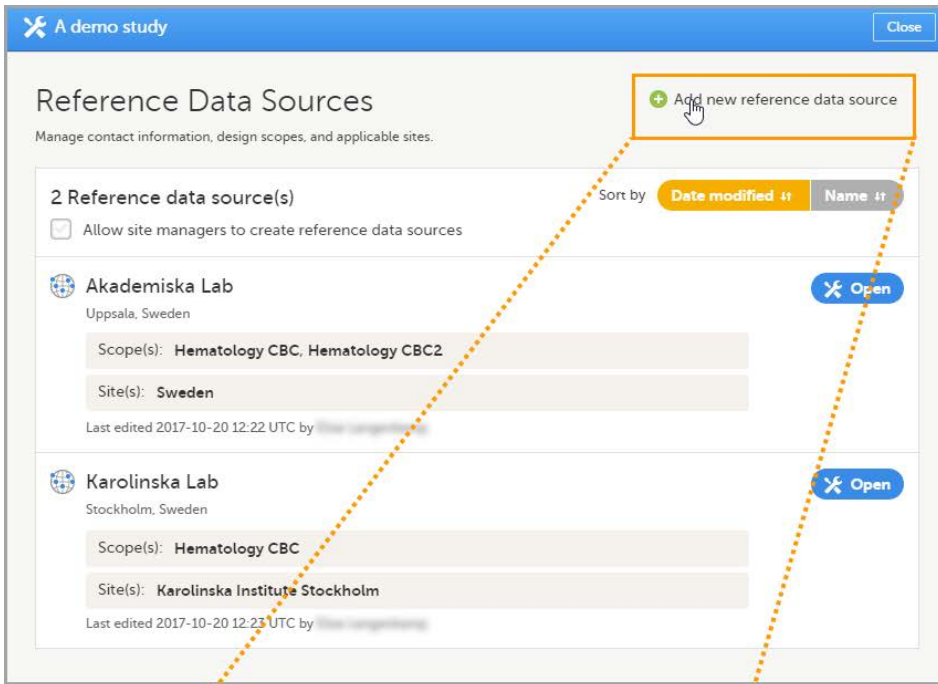 A demo study
Close
Reference Data Sources
Add new reference data source
Manage contact information, design scopes, and applicable sites.
2 Reference data source(s)
Sort by Date modified Name
Allow site managers to create reference data sources
Akademiska Lab
Open
Uppsala, Sweden
Scope(s): Hematology CBC, Hematology CBC2
Site(s): Sweden
Last edited 2017-10-20 12:22 UTC by
Karolinska Lab
Open
Stockholm, Sweden
Scope(s): Hematology CBC
Site(s): Karolinska Institute Stockholm
Last edited 2017-10-20 12:23 UTC by